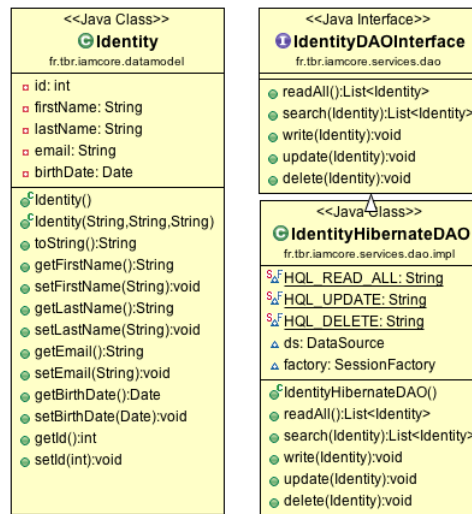 <<Java Class>>
Identity
fr.tbr.iamcore.datamodel
id: int
firstName: String
lastName: String
email: String
birthDate: Date
Identity()
Identity(String,String,String)
toString():String
getFirstName():String
setFirstName(String):void
getLastName():String
setLastName(String):void
getEmail():String
setEmail(String):void
getBirthDate():Date
setBirthDate(Date):void
getId():int
setId(int):void
<<Java Interface>>
IdentityDAOInterface
fr.tbr.iamcore.services.dao
readAll():List<Identity>
search(Identity):List<Identity>
write(Identity):void
update(Identity):void
delete(Identity):void
<<Java Class>>
IdentityHibernateDAO
fr.tbr.iamcore.services.dao.impl
HQL_READ_ALL: String
HQL_UPDATE: String
HQL_DELETE: String
ds: DataSource
factory: SessionFactory
IdentityHibernateDAO()
readAll():List<Identity>
search(Identity):List<Identity>
write(Identity):void
update(Identity):void
delete(Identity):void